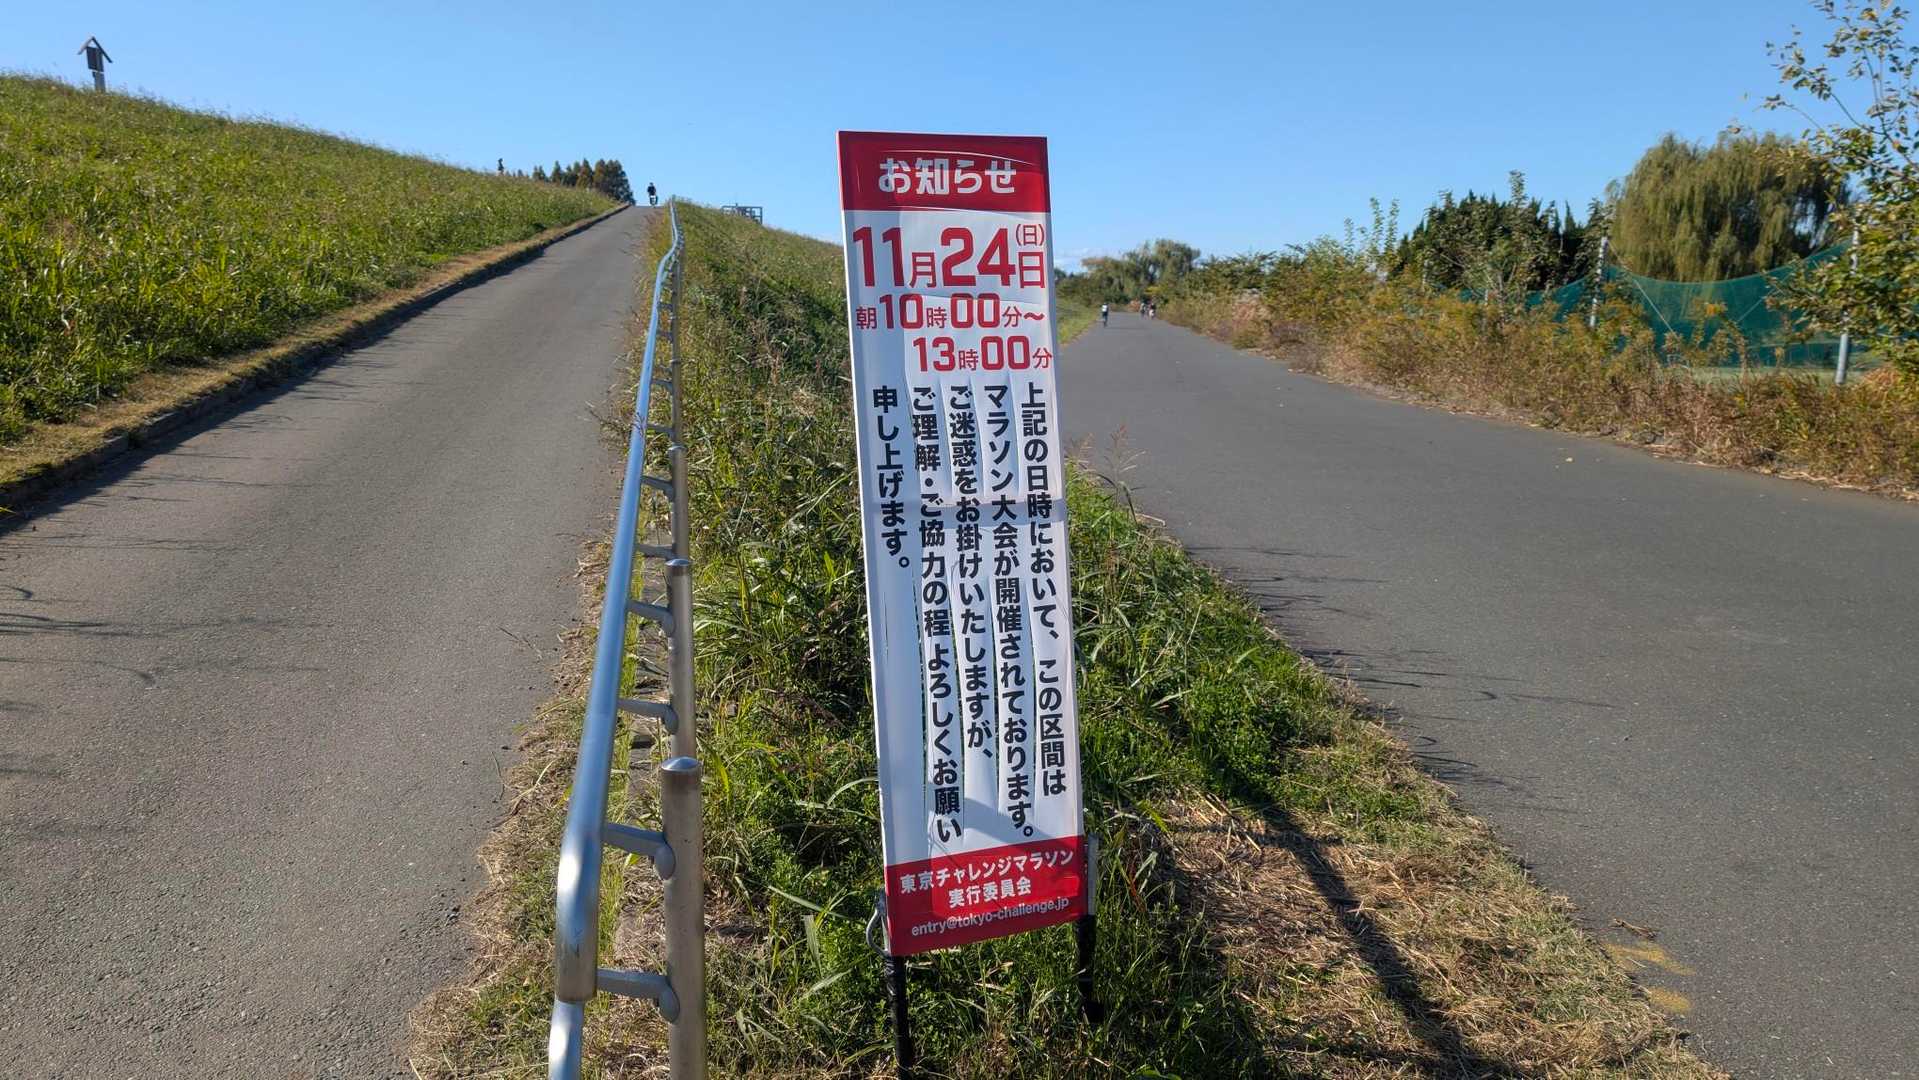 お知らせ
11月24日(日)
朝10時00分〜
13時00分
上記の日時において、この区間は
マラソン大会が開催されております。
ご迷惑をお掛けいたしますが、
ご理解・ご協力の程よろしくお願い
申し上げます。
東京チャレンジマラソン
実行委員会
entry@tokyo-challenge.jp